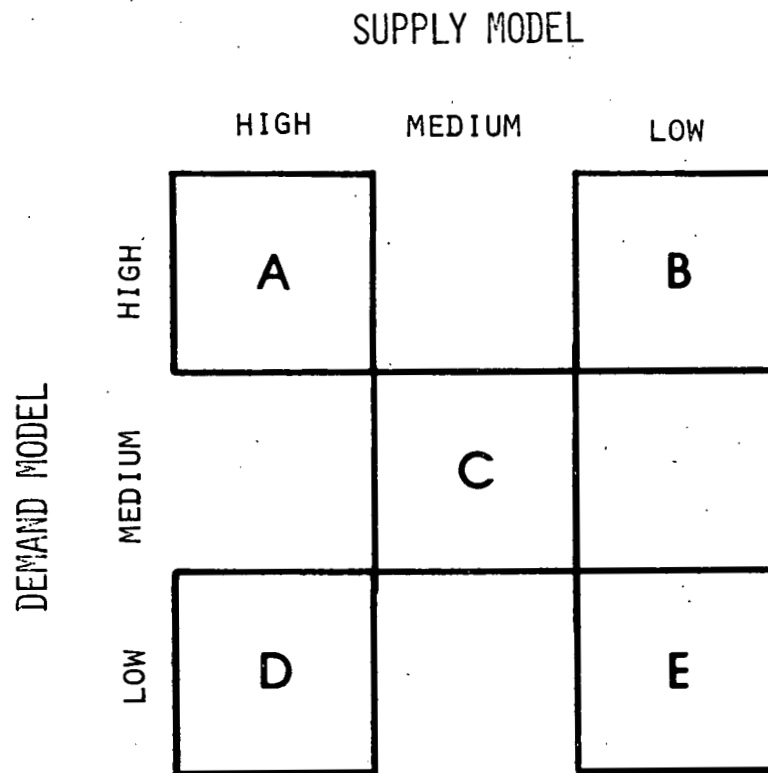 SUPPLY MODEL
HIGH MEDIUM LOW
DEMAND MODEL
HIGH
A B
MEDIUM
C
LOW
D E